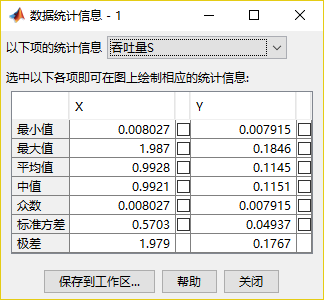 数据统计信息 - 1
以下项的统计信息 吞吐量S
选中以下各项即可在图上绘制相应的统计信息:
X Y
最小值 0.008027 0.007915
最大值 1.987 0.1846
平均值 0.9928 0.1145
中值 0.9921 0.1151
众数 0.008027 0.007915
标准方差 0.5703 0.04937
极差 1.979 0.1767
保存到工作区... 帮助 关闭